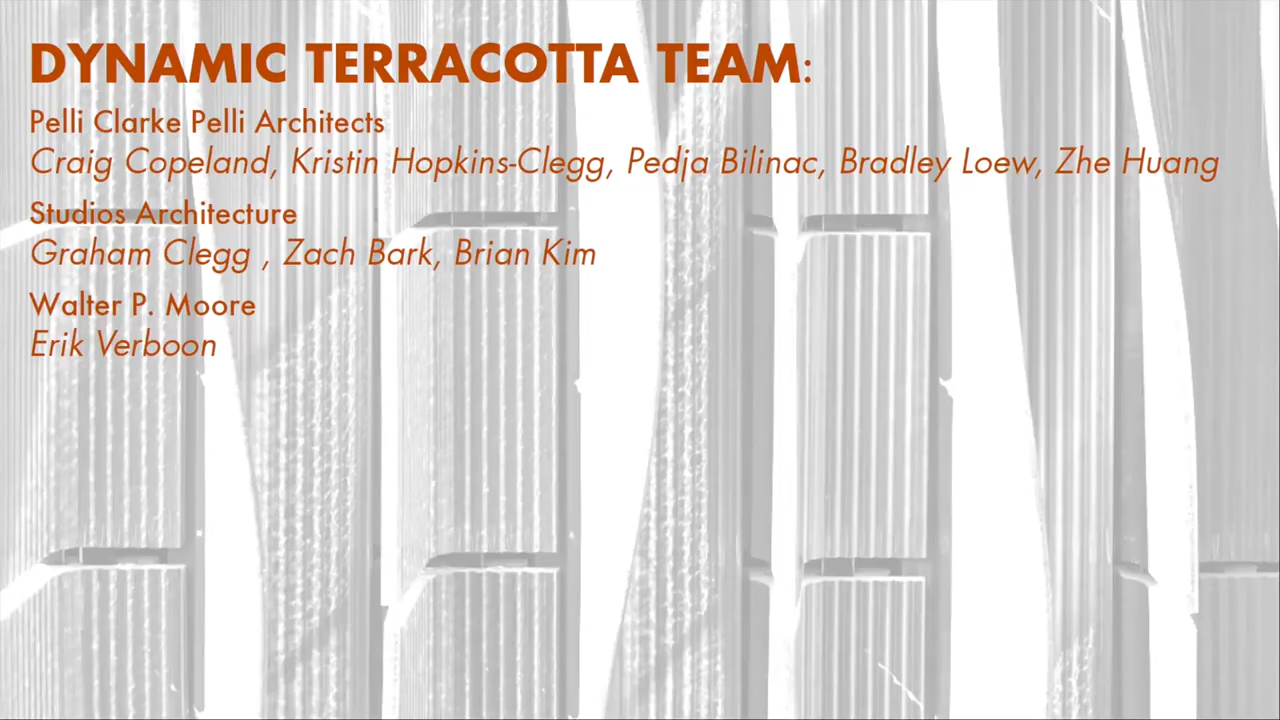 DYNAMIC TERRACOTTA TEAM:
Pelli Clarke Pelli Architects
Craig Copeland, Kristin Hopkins-Clegg, Pedja Bilinac, Bradley Loew, Zhe Huang
Studios Architecture
Graham Clegg , Zach Bark, Brian Kim
Walter P. Moore
Erik Verboon